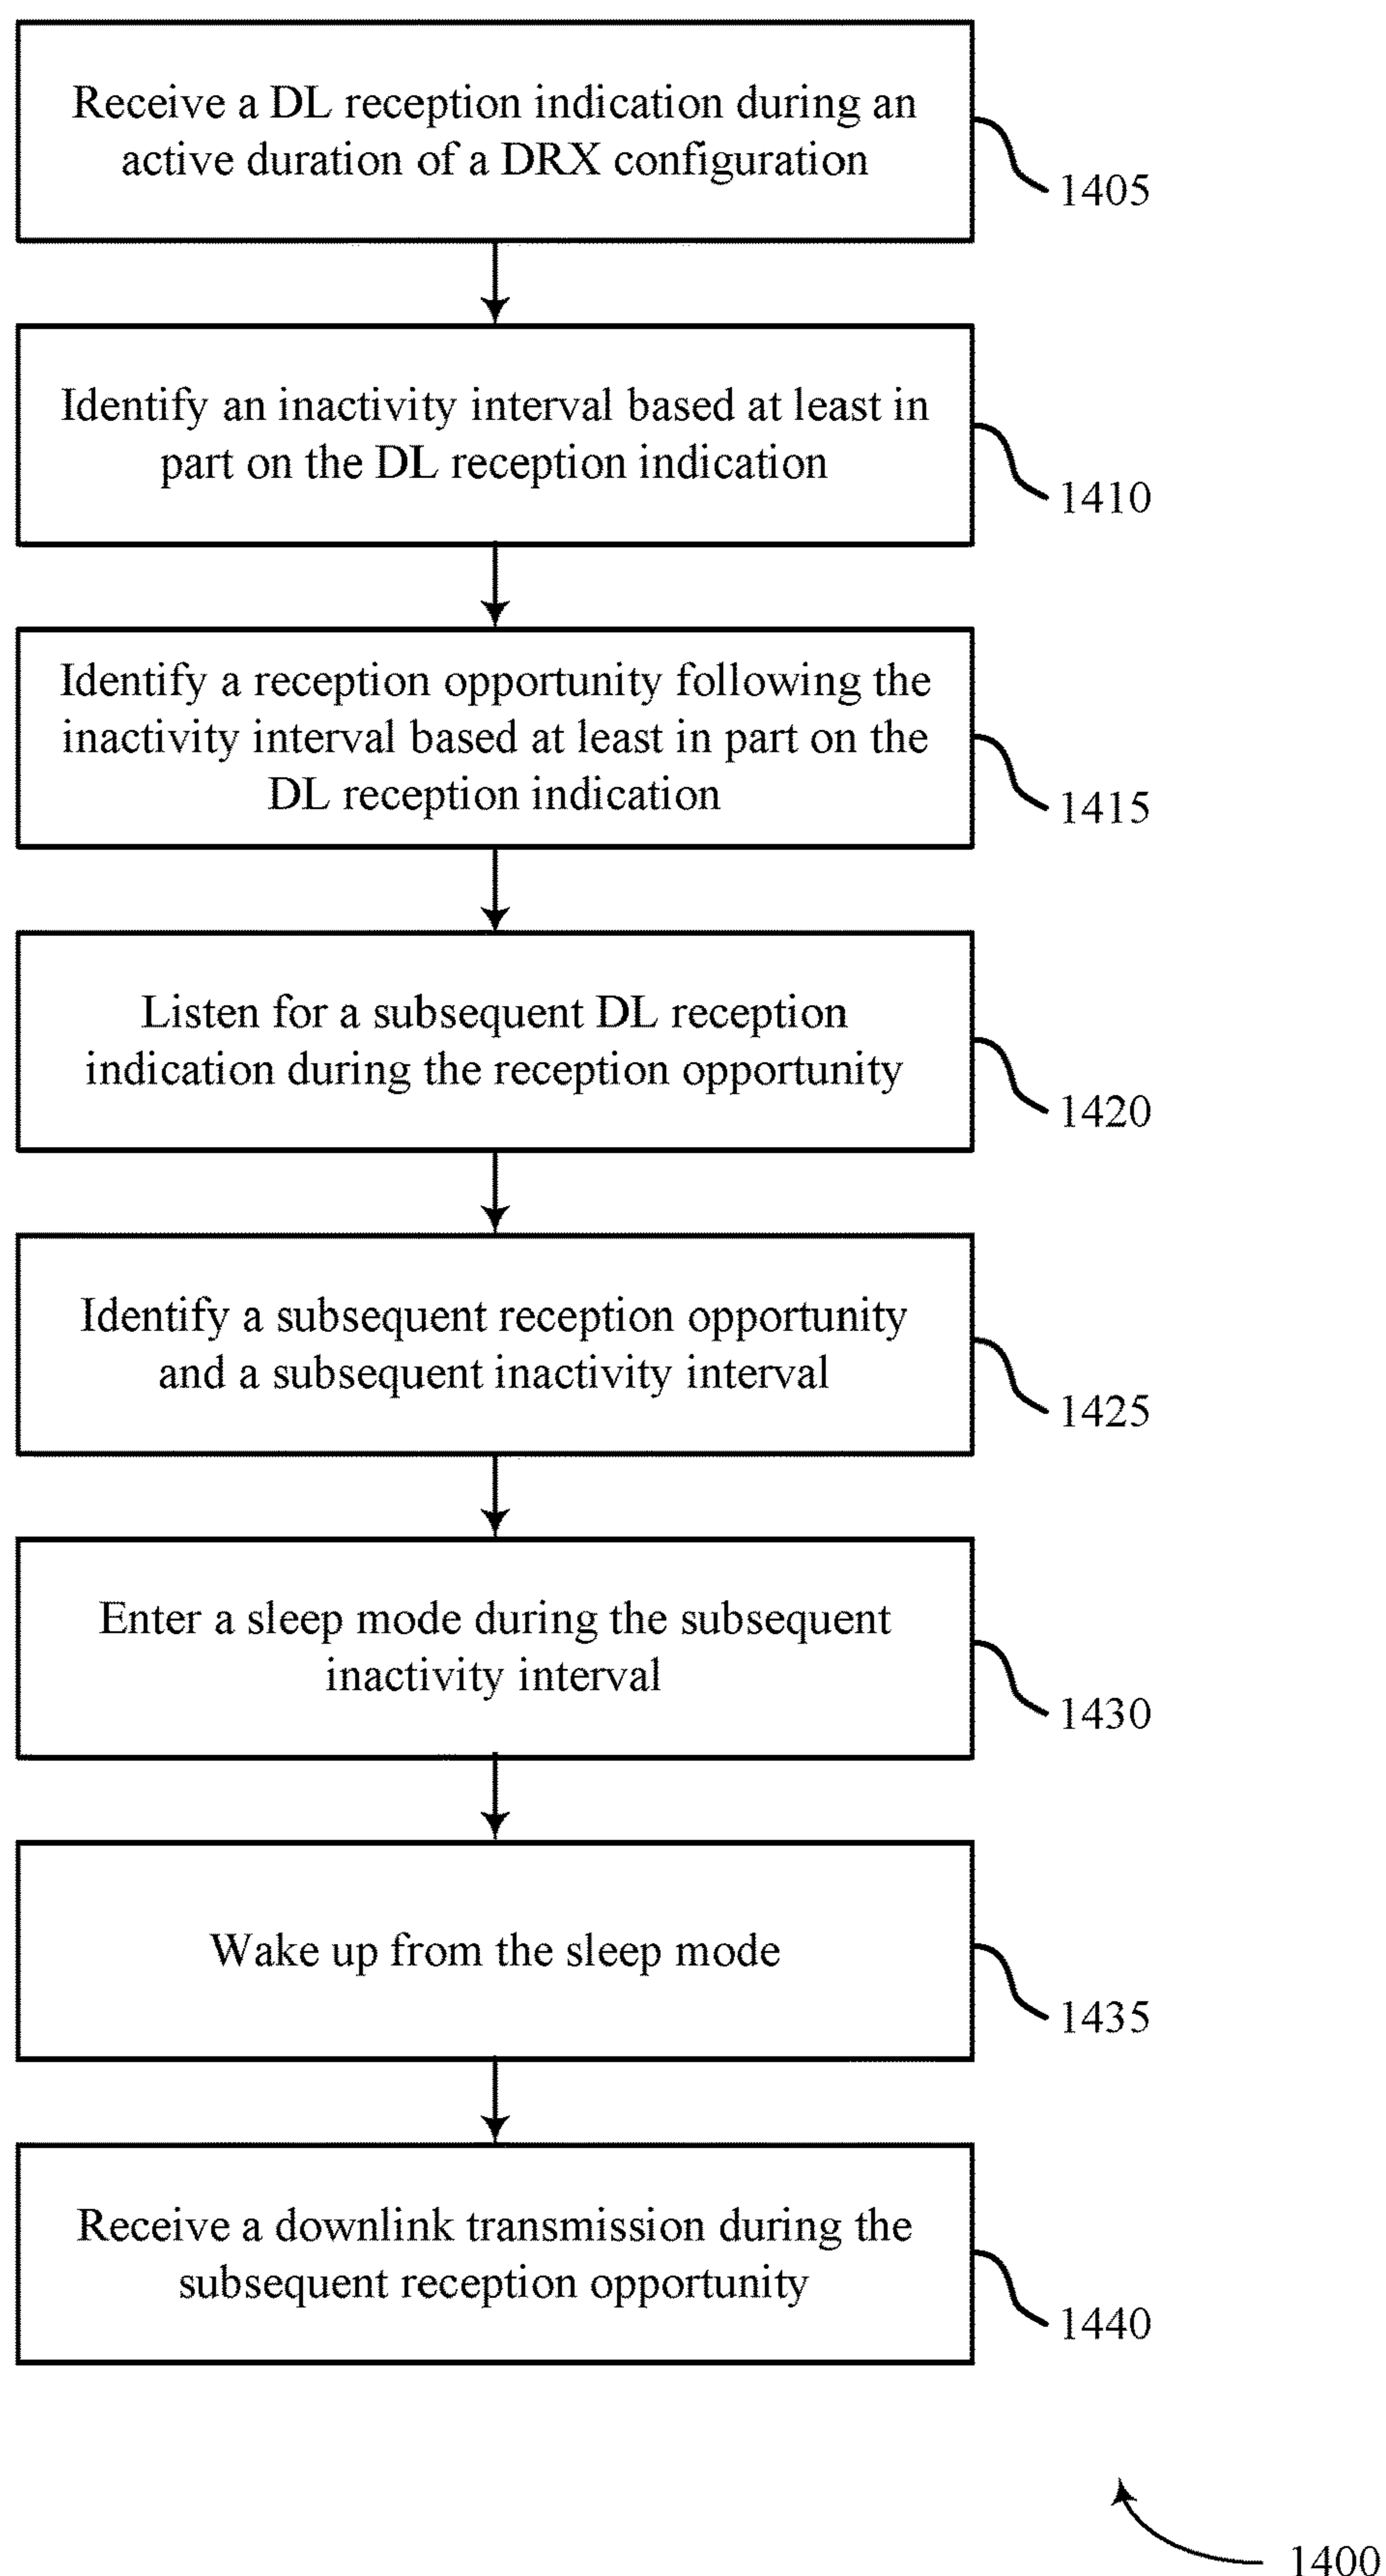 Receive a DL reception indication during an
active duration of a DRX configuration
1405
Identify an inactivity interval based at least in
part on the DL reception indication
1410
Identify a reception opportunity following the
inactivity interval based at least in part on the
DL reception indication
1415
Listen for a subsequent DL reception
indication during the reception opportunity
1420
Identify a subsequent reception opportunity
and a subsequent inactivity interval
1425
Enter a sleep mode during the subsequent
inactivity interval
1430
Wake up from the sleep mode
1435
Receive a downlink transmission during the
subsequent reception opportunity
1440
1400